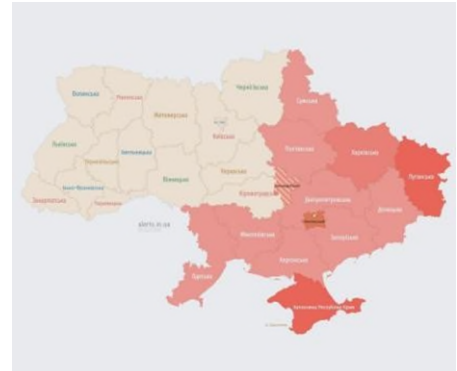 Чернігівська
Сумська
Волинська
Рівненська
Житомирська
Київська
Львівська
Полтавська
Харківська
Луганська
Хмельницька
Черкаська
Вінницька
Кіровоградська
Дніпропетровська
Донецька
Закарпатська
alerts.in.ua
Миколаївська
Запорізька
Одеська
Херсонська
Автономна Республіка Крим